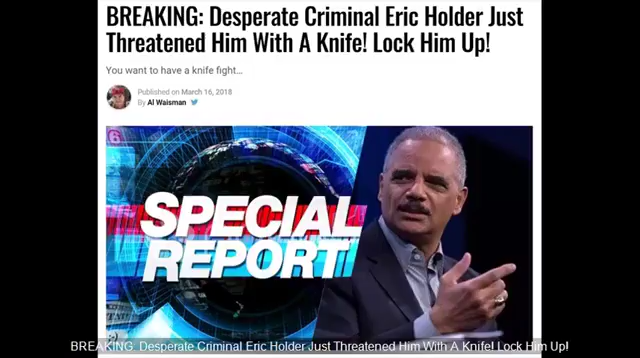 BREAKING: Desperate Criminal Eric Holder Just
Threatened Him With A Knife! Lock Him Up!
You want to have a knife fight...
Published on March 16, 2018
By Al Waisman
6
SPECIAL
REPORT
BREAKING: Desperate Criminal Eric Holder Just Threatened Him With A Knife! Lock Him Up!